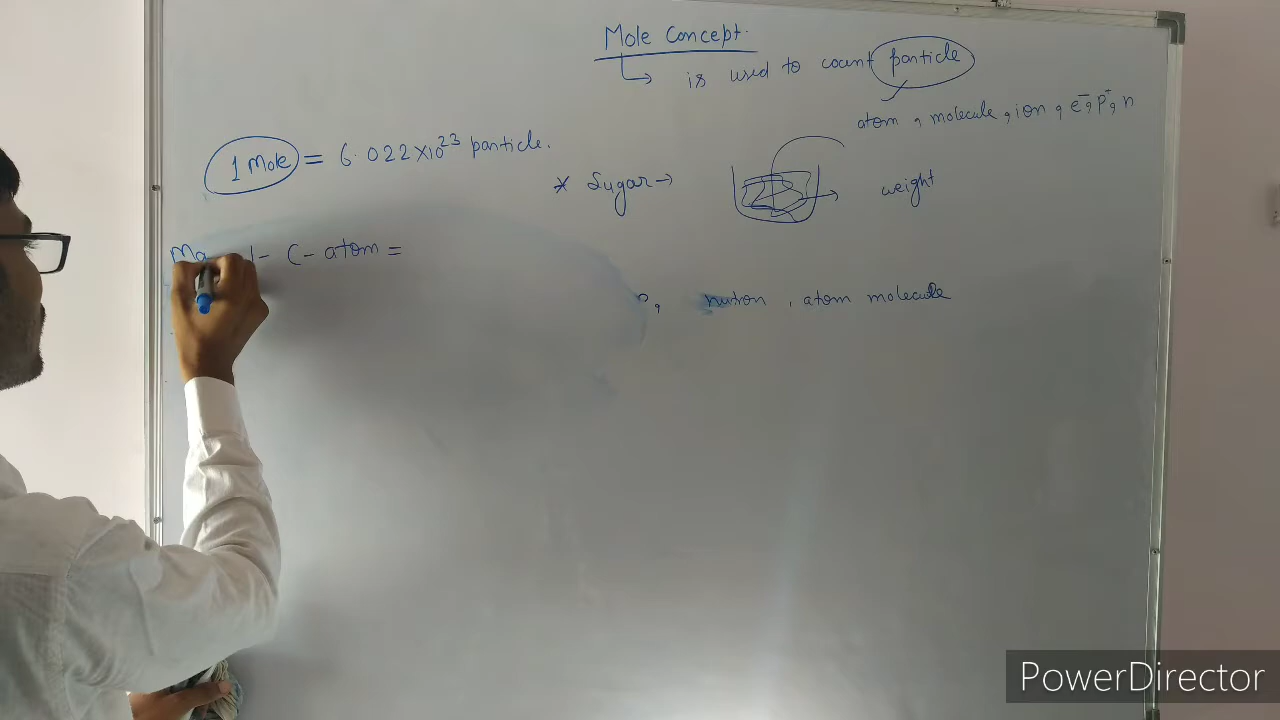 Mole Concept.
is used to count particle
atom , molecule , ion , e⁻, p⁺, n
1 Mole = 6.022 × 10²³ particle.
* Sugar → weight
Ma 1 - C - atom =
nutron , atom molecule
PowerDirector